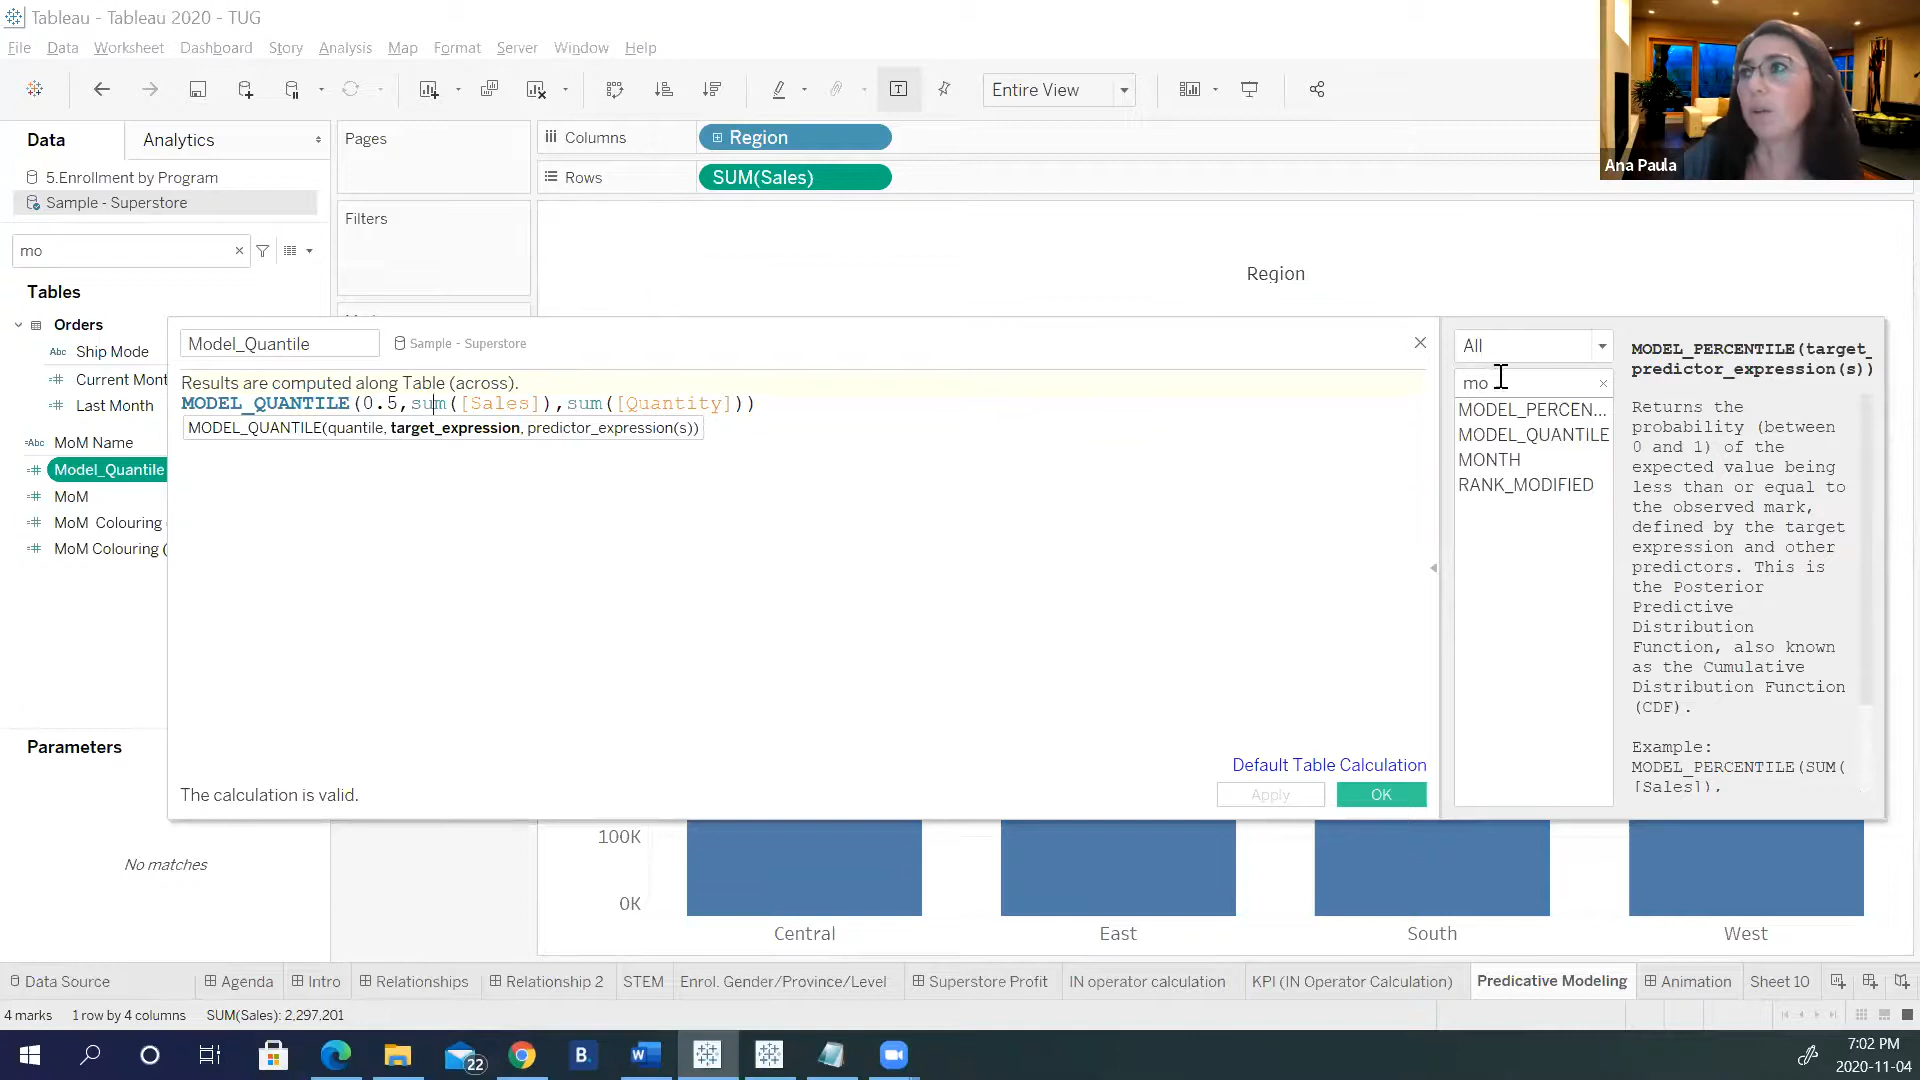 Tableau - Tableau 2020 - TUG
File Data Worksheet Dashboard Story Analysis Map Format Server Window Help
Entire View
Ana Paula
Data Analytics
5.Enrollment by Program
Sample - Superstore
mo
Tables
Orders
Abc Ship Mode
Current Mont
Last Month
Abc MoM Name
Model_Quantile
MoM
MoM Colouring
MoM Colouring (
Parameters
No matches
Pages
Filters
Columns Region
Rows SUM(Sales)
Region
Model_Quantile Sample - Superstore
Results are computed along Table (across).
MODEL_QUANTILE(0.5,sum([Sales]),sum([Quantity]))
MODEL_QUANTILE(quantile, target_expression, predictor_expression(s))
Default Table Calculation
The calculation is valid.
Apply OK
All
mo
MODEL_PERCEN...
MODEL_QUANTILE
MONTH
RANK_MODIFIED
MODEL_PERCENTILE(target_
predictor_expression(s))
Returns the
probability (between
0 and 1) of the
expected value being
less than or equal to
the observed mark,
defined by the target
expression and other
predictors. This is
the Posterior
Predictive
Distribution
Function, also known
as the Cumulative
Distribution Function
(CDF).
Example:
MODEL_PERCENTILE(SUM(
[Sales]),
100K
0K
Central East South West
Data Source Agenda Intro Relationships Relationship 2 STEM Enrol. Gender/Province/Level Superstore Profit IN operator calculation KPI (IN Operator Calculation) Predicative Modeling Animation Sheet 10
4 marks 1 row by 4 columns SUM(Sales): 2,297,201
22
B.
7:02 PM
2020-11-04